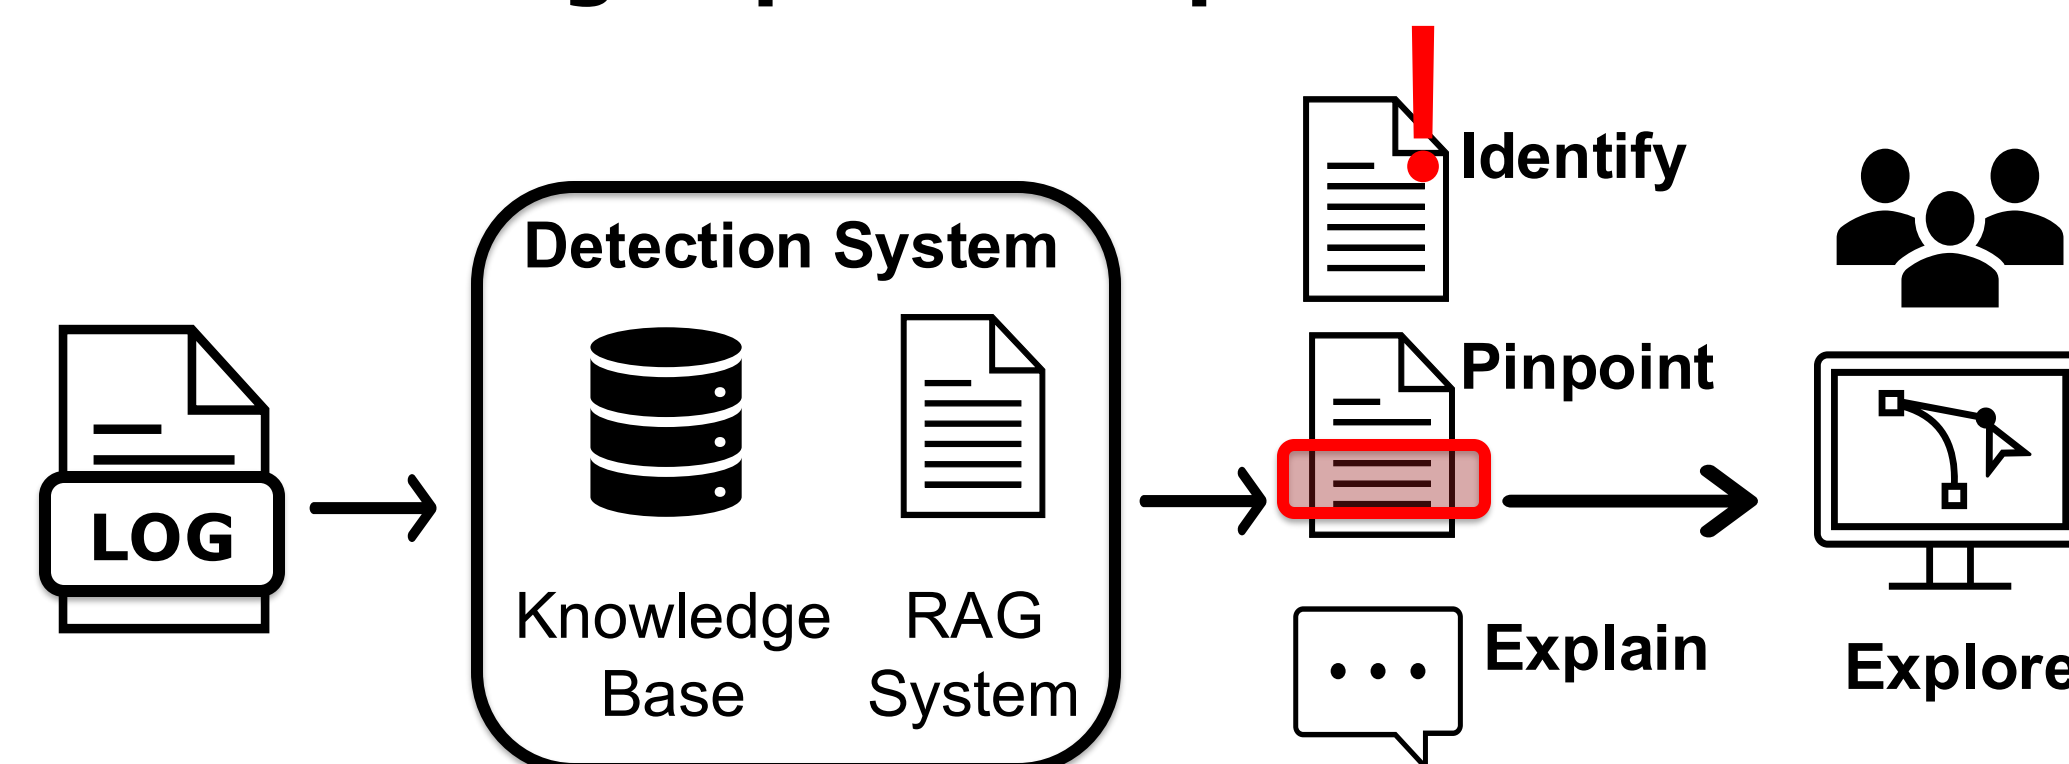 Identify
Detection System
Pinpoint
LOG
Knowledge
Base
RAG
System
Explain
Explore